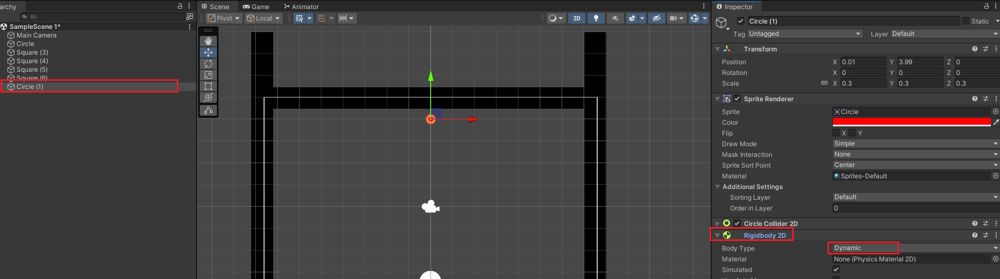 archy
All
SampleScene 1*
Main Camera
Circle
Square (3)
Square (4)
Square (5)
Square (6)
Circle (1)
Scene Game Animator
Pivot Local 2D
Inspector
Circle (1) Static
Tag Untagged Layer Default
Transform
Position X 0.01 Y 3.99 Z 0
Rotation X 0 Y 0 Z 0
Scale X 0.3 Y 0.3 Z 0.3
Sprite Renderer
Sprite Circle
Color
Flip X Y
Draw Mode Simple
Mask Interaction None
Sprite Sort Point Center
Material Sprites-Default
Additional Settings
Sorting Layer Default
Order in Layer 0
Circle Collider 2D
Rigidbody 2D
Body Type Dynamic
Material None (Physics Material 2D)
Simulated